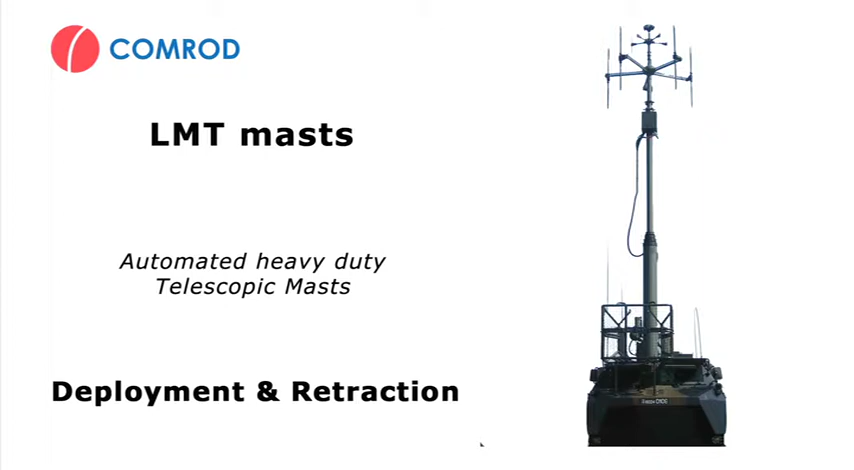 COMROD
LMT masts
Automated heavy duty
Telescopic Masts
Deployment & Retraction